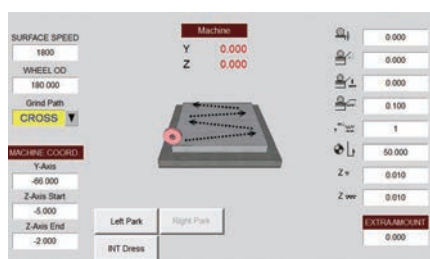 SURFACE SPEED
1800
WHEEL OD
180.000
Grind Path
CROSS
MACHINE COORD
Y-Axis
-66.000
Z-Axis Start
-5.000
Z-Axis End
-2.000
Machine
Y 0.000
Z 0.000
Left Park
Right Park
INT Dress
0.000
0.000
0.000
0.100
1
50.000
Z
0.010
Z
0.010
EXTRA AMOUNT
0.000